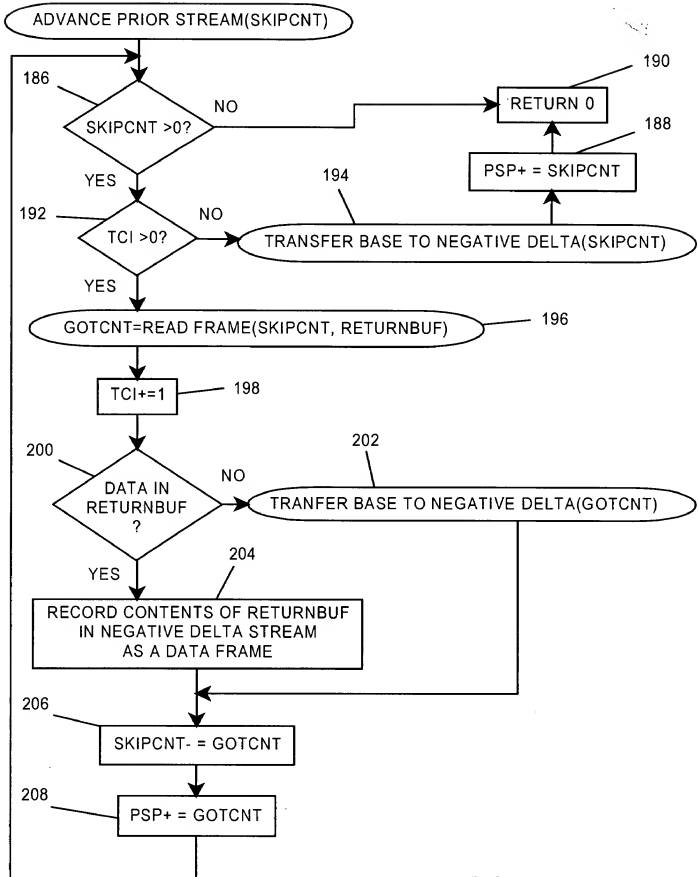 ADVANCE PRIOR STREAM(SKIPCNT)
186
SKIPCNT >0?
NO
190
RETURN 0
188
PSP+ = SKIPCNT
YES
192
TCI >0?
NO
194
TRANSFER BASE TO NEGATIVE DELTA(SKIPCNT)
YES
GOTCNT=READ FRAME(SKIPCNT, RETURNBUF)
196
TCI+=1
198
200
DATA IN
RETURNBUF
?
NO
202
TRANFER BASE TO NEGATIVE DELTA(GOTCNT)
YES
204
RECORD CONTENTS OF RETURNBUF
IN NEGATIVE DELTA STREAM
AS A DATA FRAME
206
SKIPCNT- = GOTCNT
208
PSP+ = GOTCNT